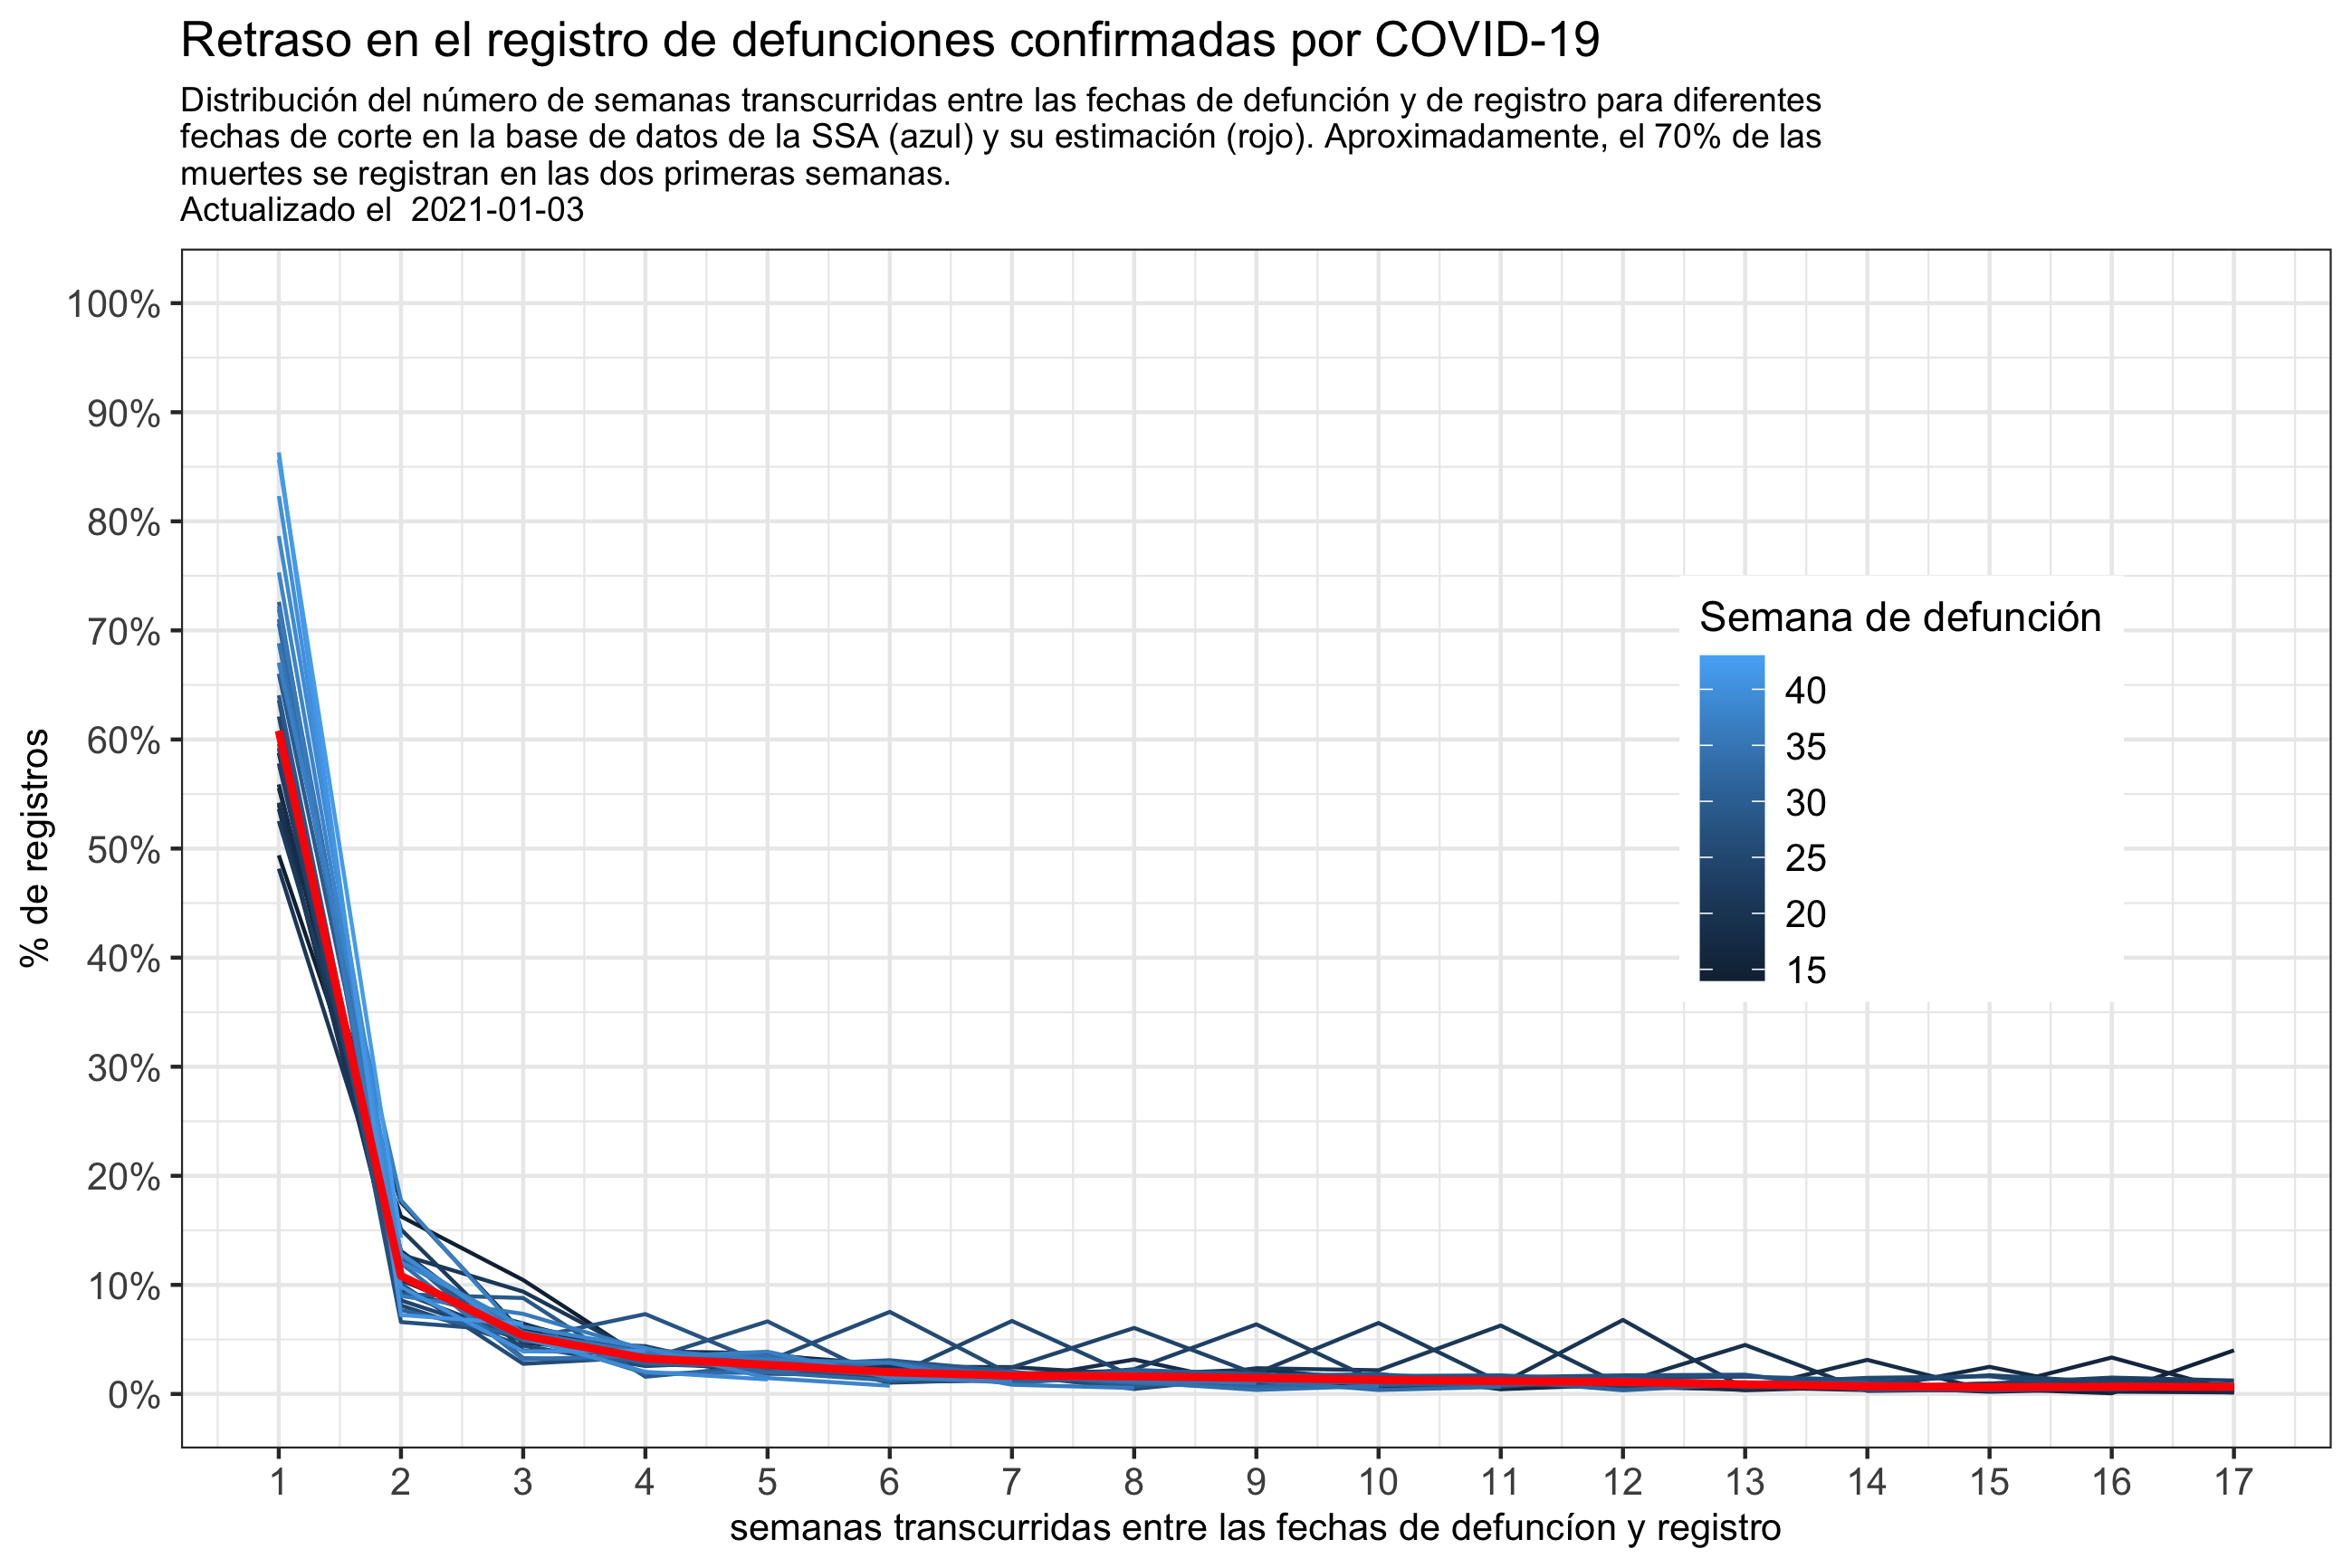 Retraso en el registro de defunciones confirmadas por COVID-19
Distribución del número de semanas transcurridas entre las fechas de defunción y de registro para diferentes
fechas de corte en la base de datos de la SSA (azul) y su estimación (rojo). Aproximadamente, el 70% de las
muertes se registran en las dos primeras semanas.
Actualizado el  2021-01-03
% de registros
100%
90%
80%
70%
60%
50%
40%
30%
20%
10%
0%
Semana de defunción
40
35
30
25
20
15
1 2 3 4 5 6 7 8 9 10 11 12 13 14 15 16 17
semanas transcurridas entre las fechas de defuncíon y registro